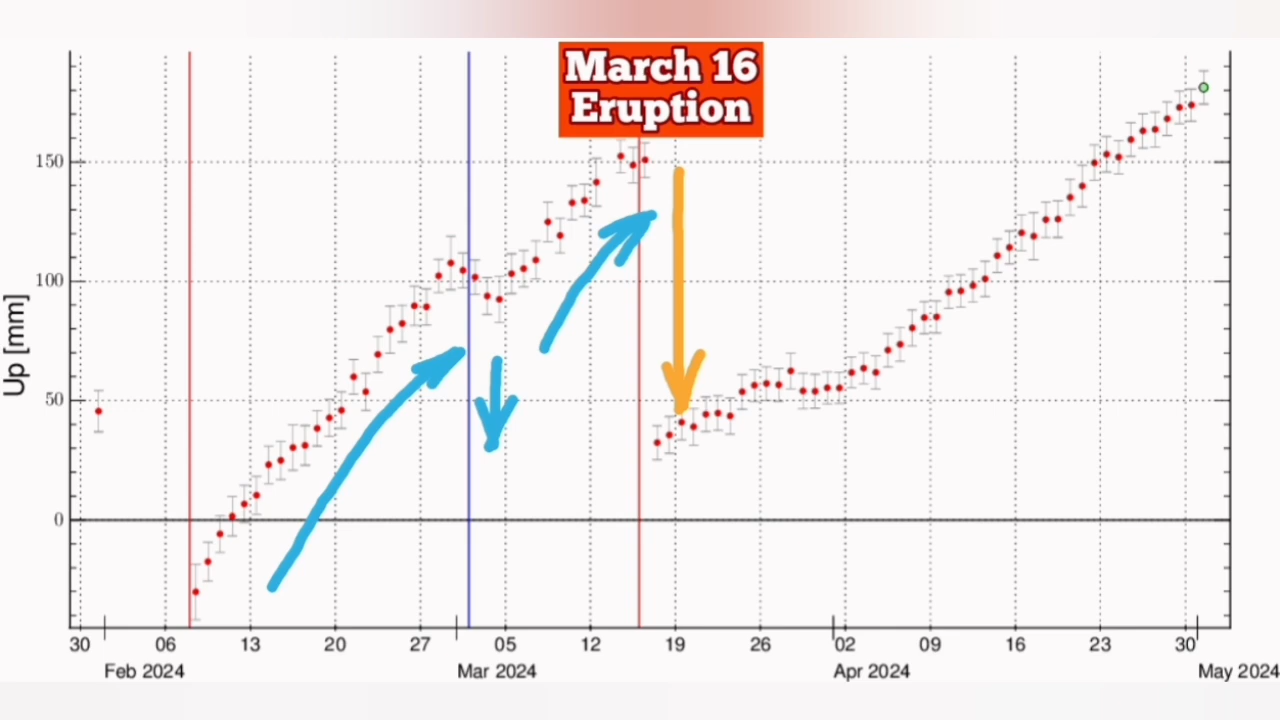 March 16
Eruption
150
100
50
0
Up [mm]
30 06 13 20 27 05 12 19 26 02 09 16 23 30
Feb 2024 Mar 2024 Apr 2024 May 2024